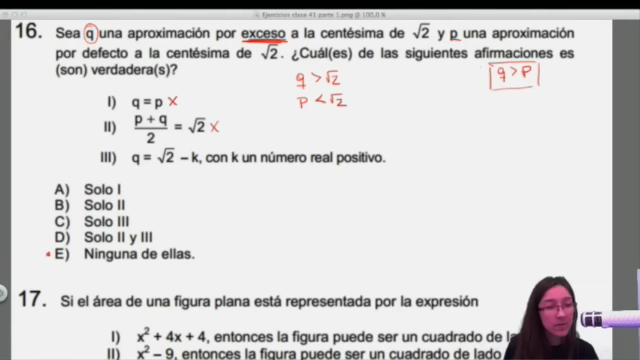 Ejercicios clase 41 parte 1.png @ 100,0 %
16. Sea q una aproximación por exceso a la centésima de √2 y p una aproximación
por defecto a la centésima de √2. ¿Cuál(es) de las siguientes afirmaciones es
(son) verdadera(s)?
q > √2
q > p
p < √2
I) q = p x
II) (p + q)/2 = √2 x
III) q = √2 – k, con k un número real positivo.
A) Solo I
B) Solo II
C) Solo III
D) Solo II y III
E) Ninguna de ellas.
17. Si el área de una figura plana está representada por la expresión
I) x² + 4x + 4, entonces la figura puede ser un cuadrado de
II) x² – 9, entonces la figura puede ser un cuadrado de lado